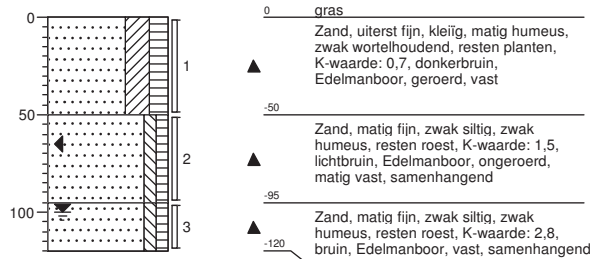 0
50
100
1
2
3
0 gras
Zand, uiterst fijn, kleiïg, matig humeus,
zwak wortelhoudend, resten planten,
K-waarde: 0,7, donkerbruin,
Edelmanboor, geroerd, vast
-50
Zand, matig fijn, zwak siltig, zwak
humeus, resten roest, K-waarde: 1,5,
lichtbruin, Edelmanboor, ongeroerd,
matig vast, samenhangend
-95
Zand, matig fijn, zwak siltig, zwak
humeus, resten roest, K-waarde: 2,8,
bruin, Edelmanboor, vast, samenhangend
-120